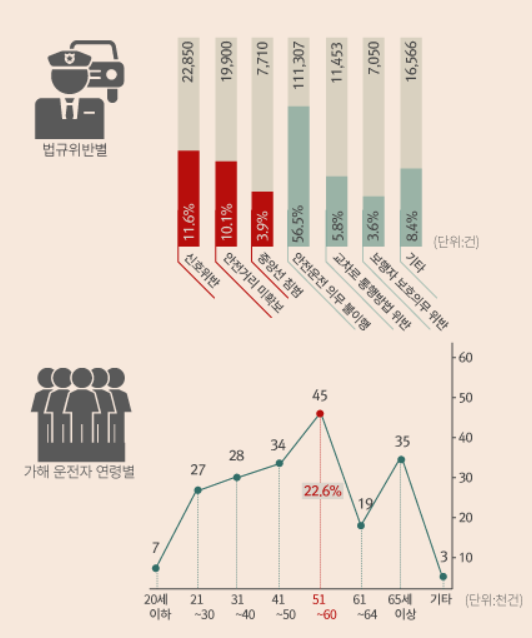 22,850
19,900
7,710
111,307
11,453
7,050
16,566
법규위반별
11.6%
10.1%
3.9%
56.5%
5.8%
3.6%
8.4%
(단위:건)
신호위반
안전거리 미확보
중앙선 침범
안전운전 의무 불이행
교차로 통행방법 위반
보행자 보호의무 위반
기타
가해 운전자 연령별
60
50
40
30
20
10
7
27
28
34
45
22.6%
19
35
3
20세 이하
21 ~30
31 ~40
41 ~50
51 ~60
61 ~64
65세 이상
기타
(단위:천건)